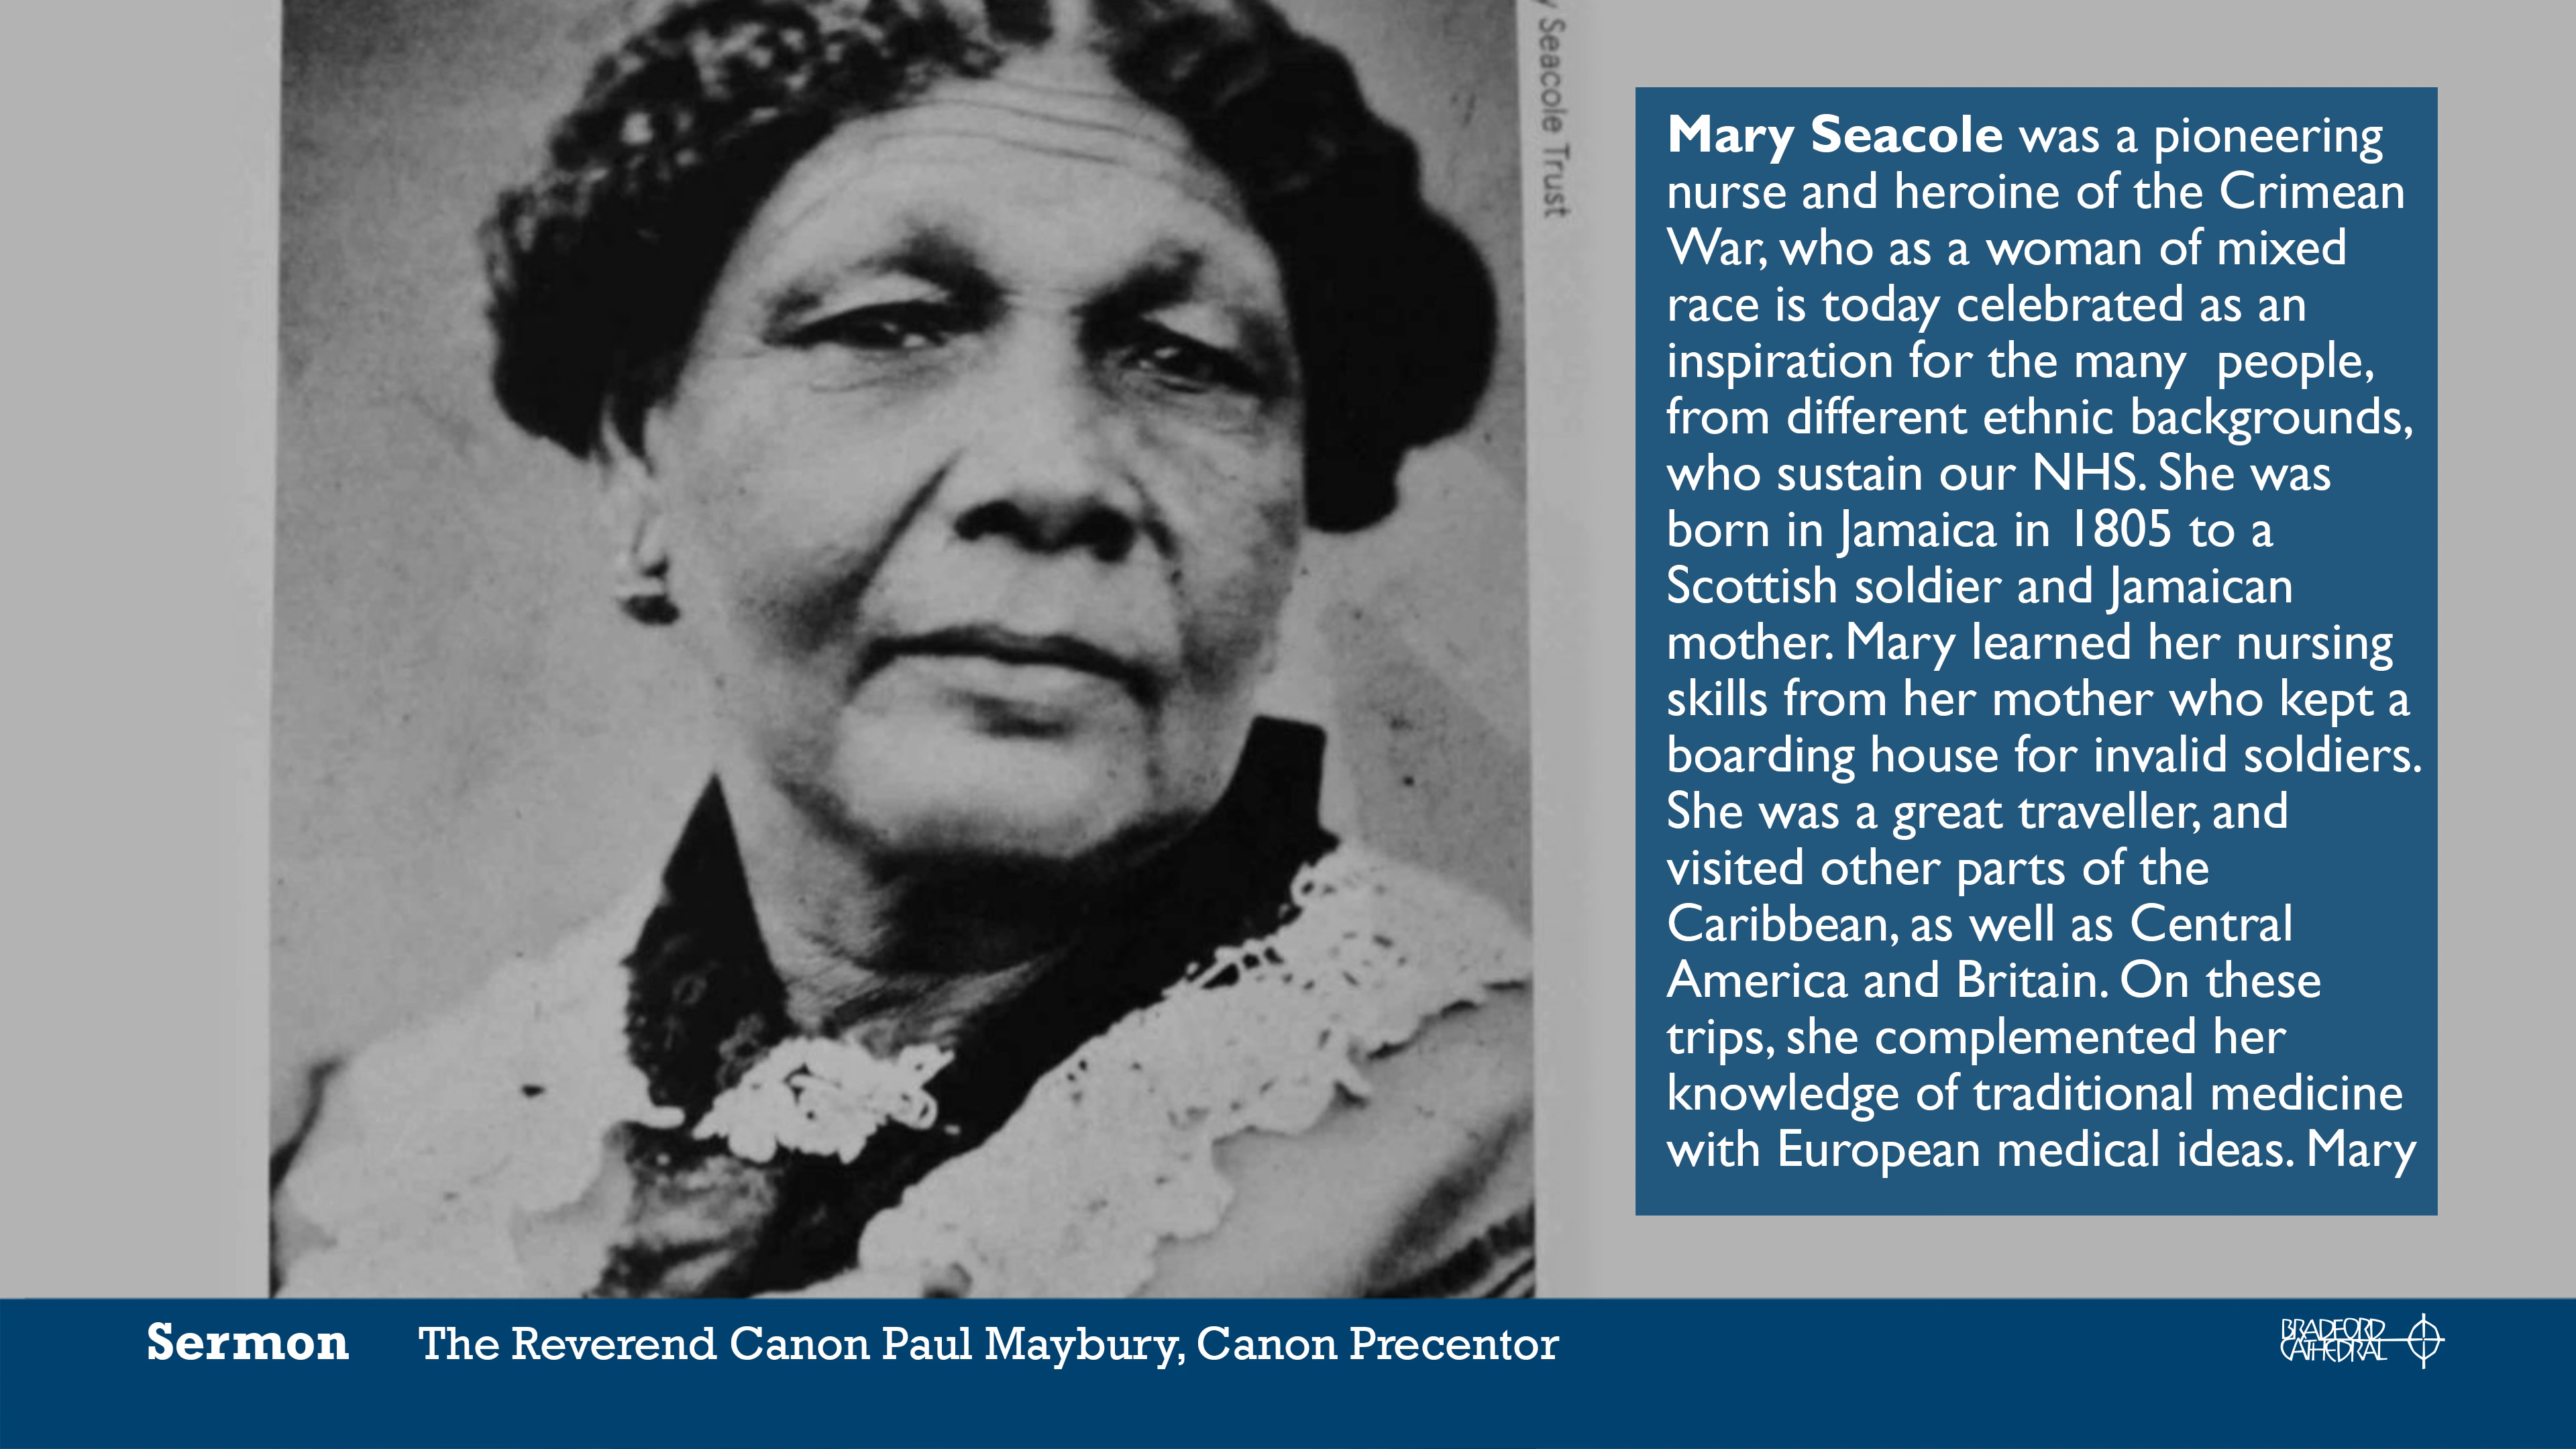 y Seacole Trust
Mary Seacole was a pioneering
nurse and heroine of the Crimean
War, who as a woman of mixed
race is today celebrated as an
inspiration for the many  people,
from different ethnic backgrounds,
who sustain our NHS. She was
born in Jamaica in 1805 to a
Scottish soldier and Jamaican
mother. Mary learned her nursing
skills from her mother who kept a
boarding house for invalid soldiers.
She was a great traveller, and
visited other parts of the
Caribbean, as well as Central
America and Britain. On these
trips, she complemented her
knowledge of traditional medicine
with European medical ideas. Mary
Sermon The Reverend Canon Paul Maybury, Canon Precentor
BRADFORD
CATHEDRAL